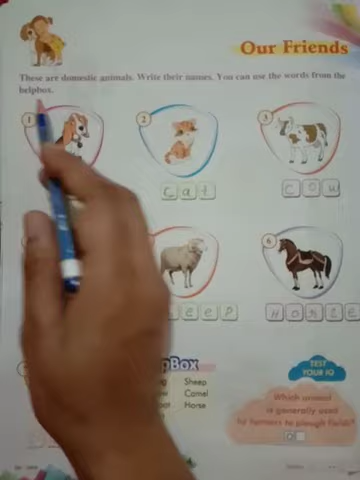 Our Friends
These are domestic animals. Write their names. You can use the words from the
helpbox.
1 2 3
Cat Cow
6
Horse
Box
Sheep
Camel
Horse
TEST
YOUR IQ
Which animal
is generally used
by farmers to plough fields?